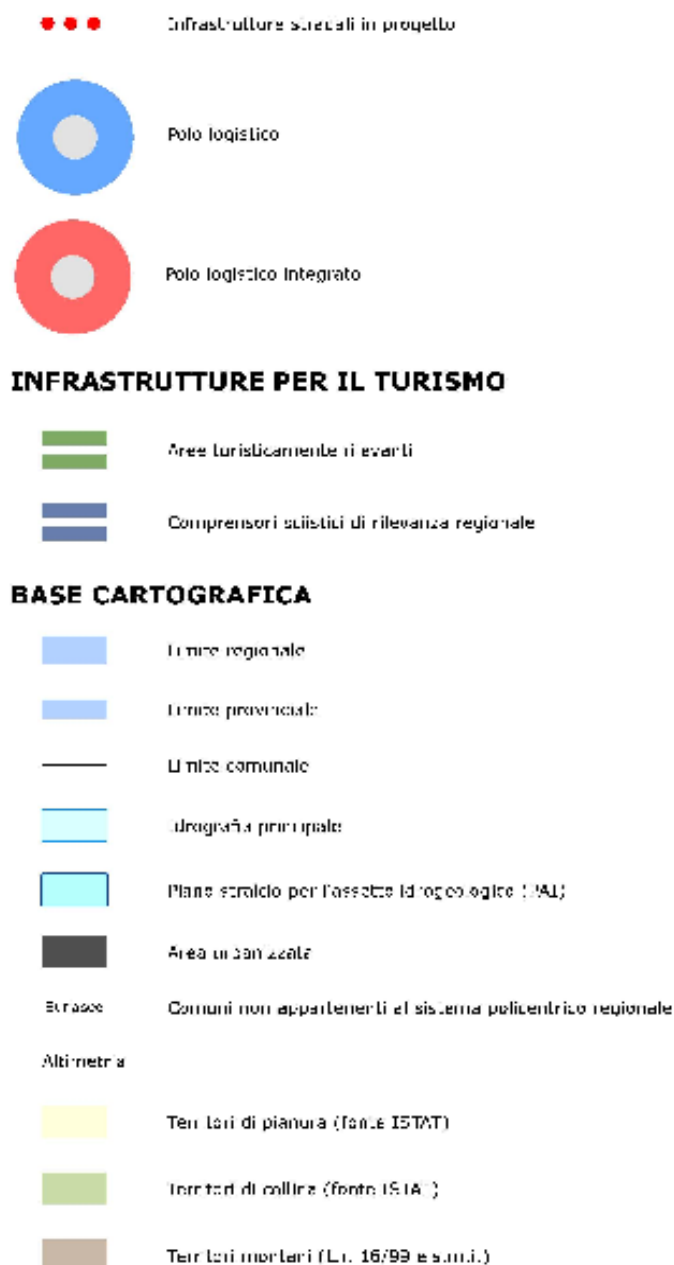 Infrastrutture stradali in progetto
Polo logistico
Polo logistico integrato
INFRASTRUTTURE PER IL TURISMO
Aree turisticamente rilevanti
Comprensori sciistici di rilevanza regionale
BASE CARTOGRAFICA
Limite regionale
Limite provinciale
Limite comunale
Idrografia principale
Piano stralcio per l'assetto idrogeologico (PAI)
Area urbanizzata
Comuni non appartenenti al sistema policentrico regionale
Altimetria
Territori di pianura (fonte ISTAT)
Territori di collina (fonte ISTAT)
Territori montani (L.r. 16/99 e s.m.i.)